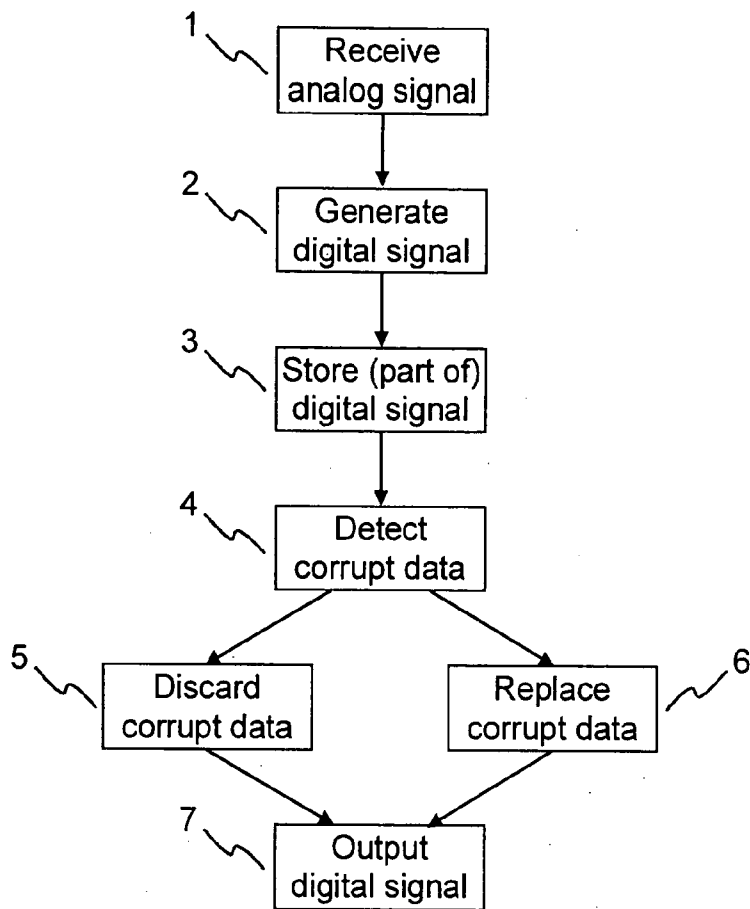 1
Receive
analog signal
2
Generate
digital signal
3
Store (part of)
digital signal
4
Detect
corrupt data
5
Discard
corrupt data
Replace
corrupt data
6
7
Output
digital signal